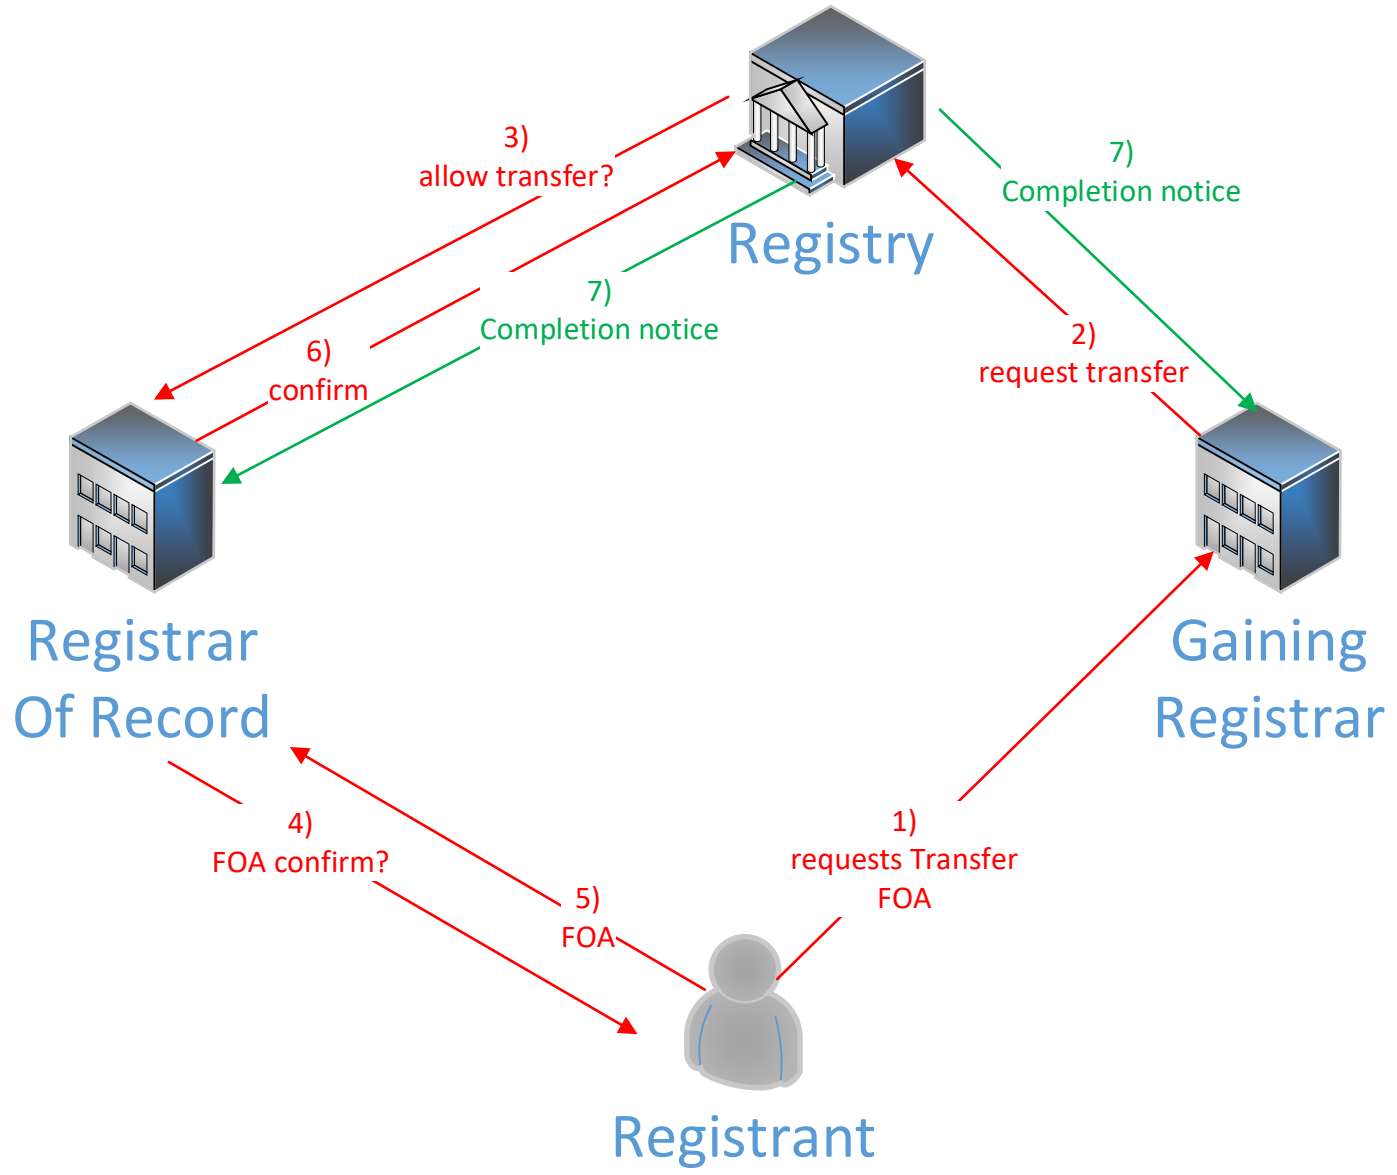 3)
allow transfer?
7)
Completion notice
Registry
7)
Completion notice
2)
request transfer
6)
confirm
Registrar
Of Record
Gaining
Registrar
4)
FOA confirm?
1)
requests Transfer
FOA
5)
FOA
Registrant